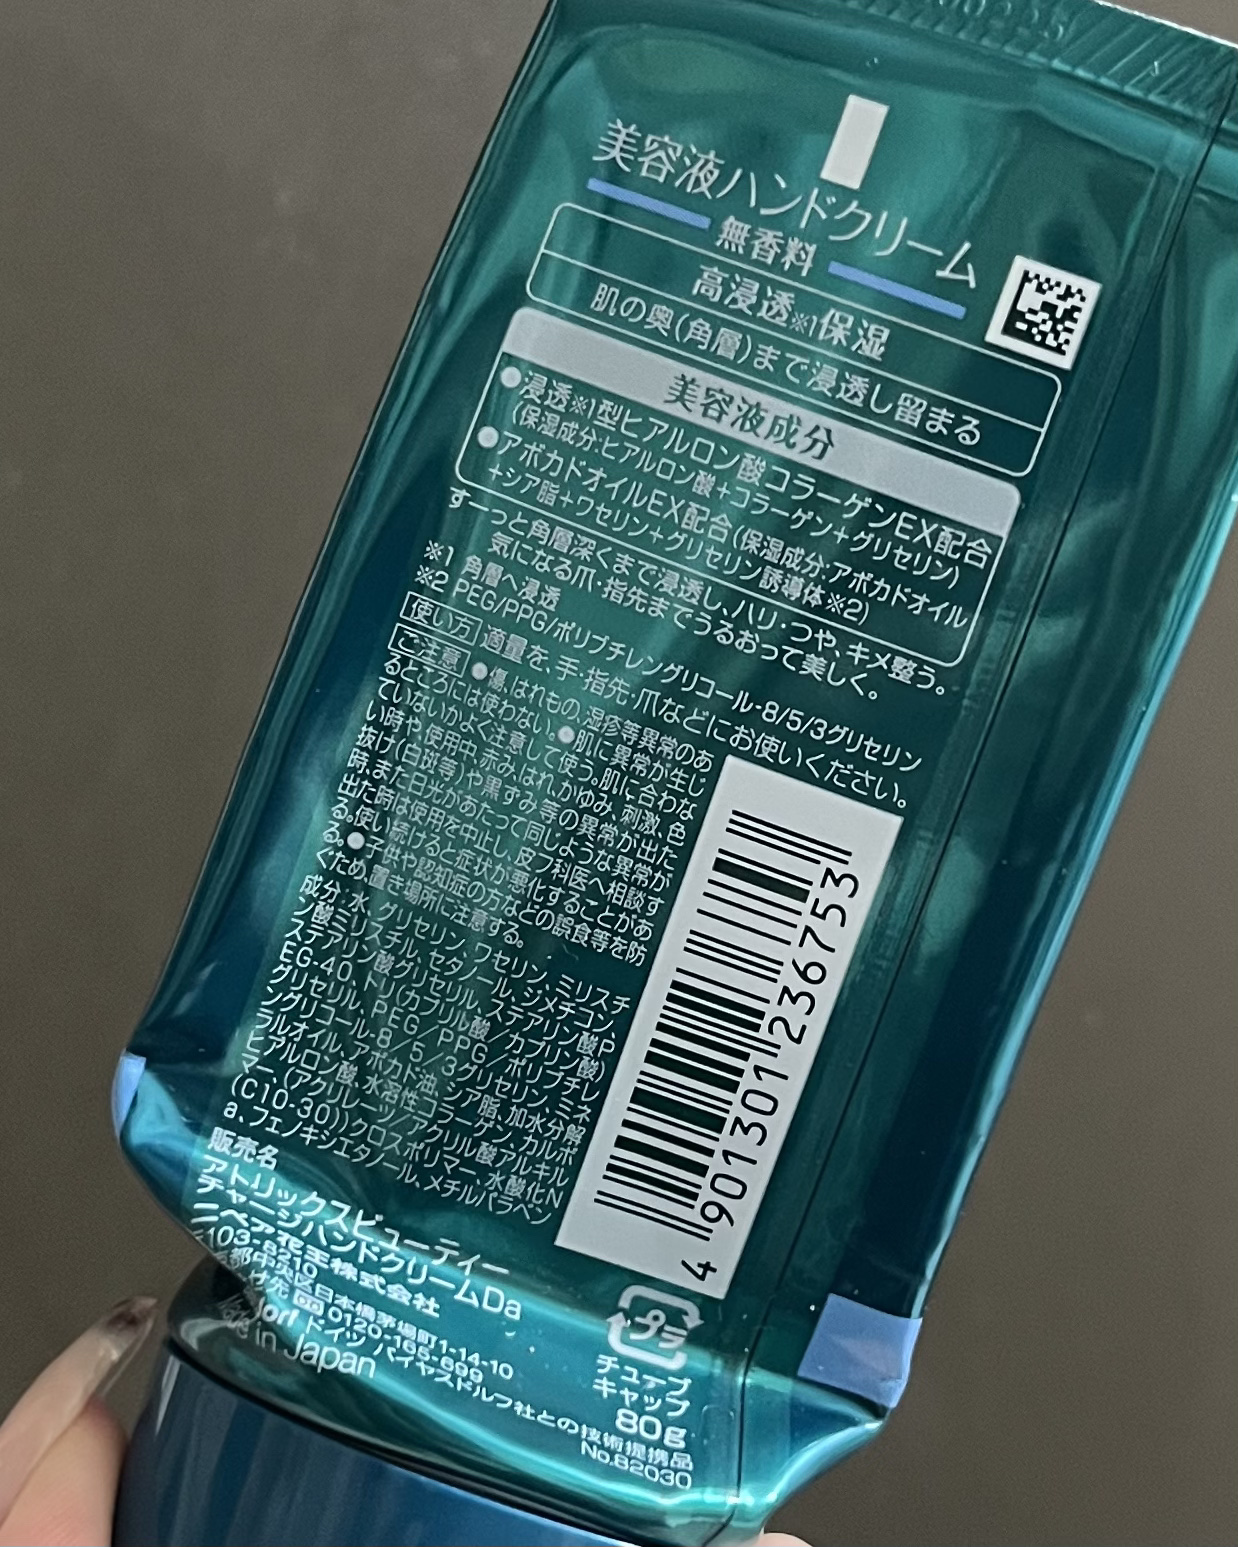 美容液ハンドクリーム
無香料
高浸透※1保湿
肌の奥(角層)まで浸透し留まる
美容液成分
●浸透※1型ヒアルロン酸コラーゲンEX配合
(保湿成分:ヒアルロン酸+コラーゲン+グリセリン)
●アボカドオイルEX配合(保湿成分:アボカドオイル
+シア脂+ワセリン+グリセリン誘導体※2)
すーっと角層深くまで浸透し、ハリ・つや、キメ整う。
気になる爪・指先までうるおって美しく。
※1 角層へ浸透
※2 PEG/PPG/ポリブチレングリコール-8/5/3グリセリン
使い方 適量を、手・指先・爪などにお使いください。
ご注意 ●傷、はれもの、湿疹等異常のあ
るところには使わない。●肌に異常が生じ
ていないかよく注意して使う。肌に合わな
い時や、使用中、赤み、はれ、かゆみ、刺激、色
抜け(白斑等)や黒ずみ等の異常が出た
時、また日光があたって同じような異常が
出た時は使用を中止し、皮フ科医へ相談す
る。使い続けると症状が悪化することがあ
る。●子供や認知症の方などの誤食等を防
ぐため、置き場所に注意する。
成分:水、グリセリン、ワセリン、ミリスチ
ン酸ミリスチル、セタノール、ジメチコン、
ステアリン酸グリセリル、ステアリン酸P
EG-40、トリ(カプリル酸/カプリン酸)
グリセリル、PEG/PPG/ポリブチレ
ングリコール-8/5/3グリセリン、ミネ
ラルオイル、アボカド油、シア脂、加水分解
ヒアルロン酸、水溶性コラーゲン、カルボ
マー、(アクリレーツ/アクリル酸アルキル
(C10-30))クロスポリマー、水酸化N
a、フェノキシエタノール、メチルパラベン
4 901301 236753
販売名
アトリックスビューティー
チャージハンドクリームDa
ニベア花王株式会社
103-8210
都中央区日本橋茅場町1-14-10
0120-165-699
dorf ドイツ バイヤスドルフ社との技術提携品
in Japan
No.82030
プラ
チューブ
キャップ
80g